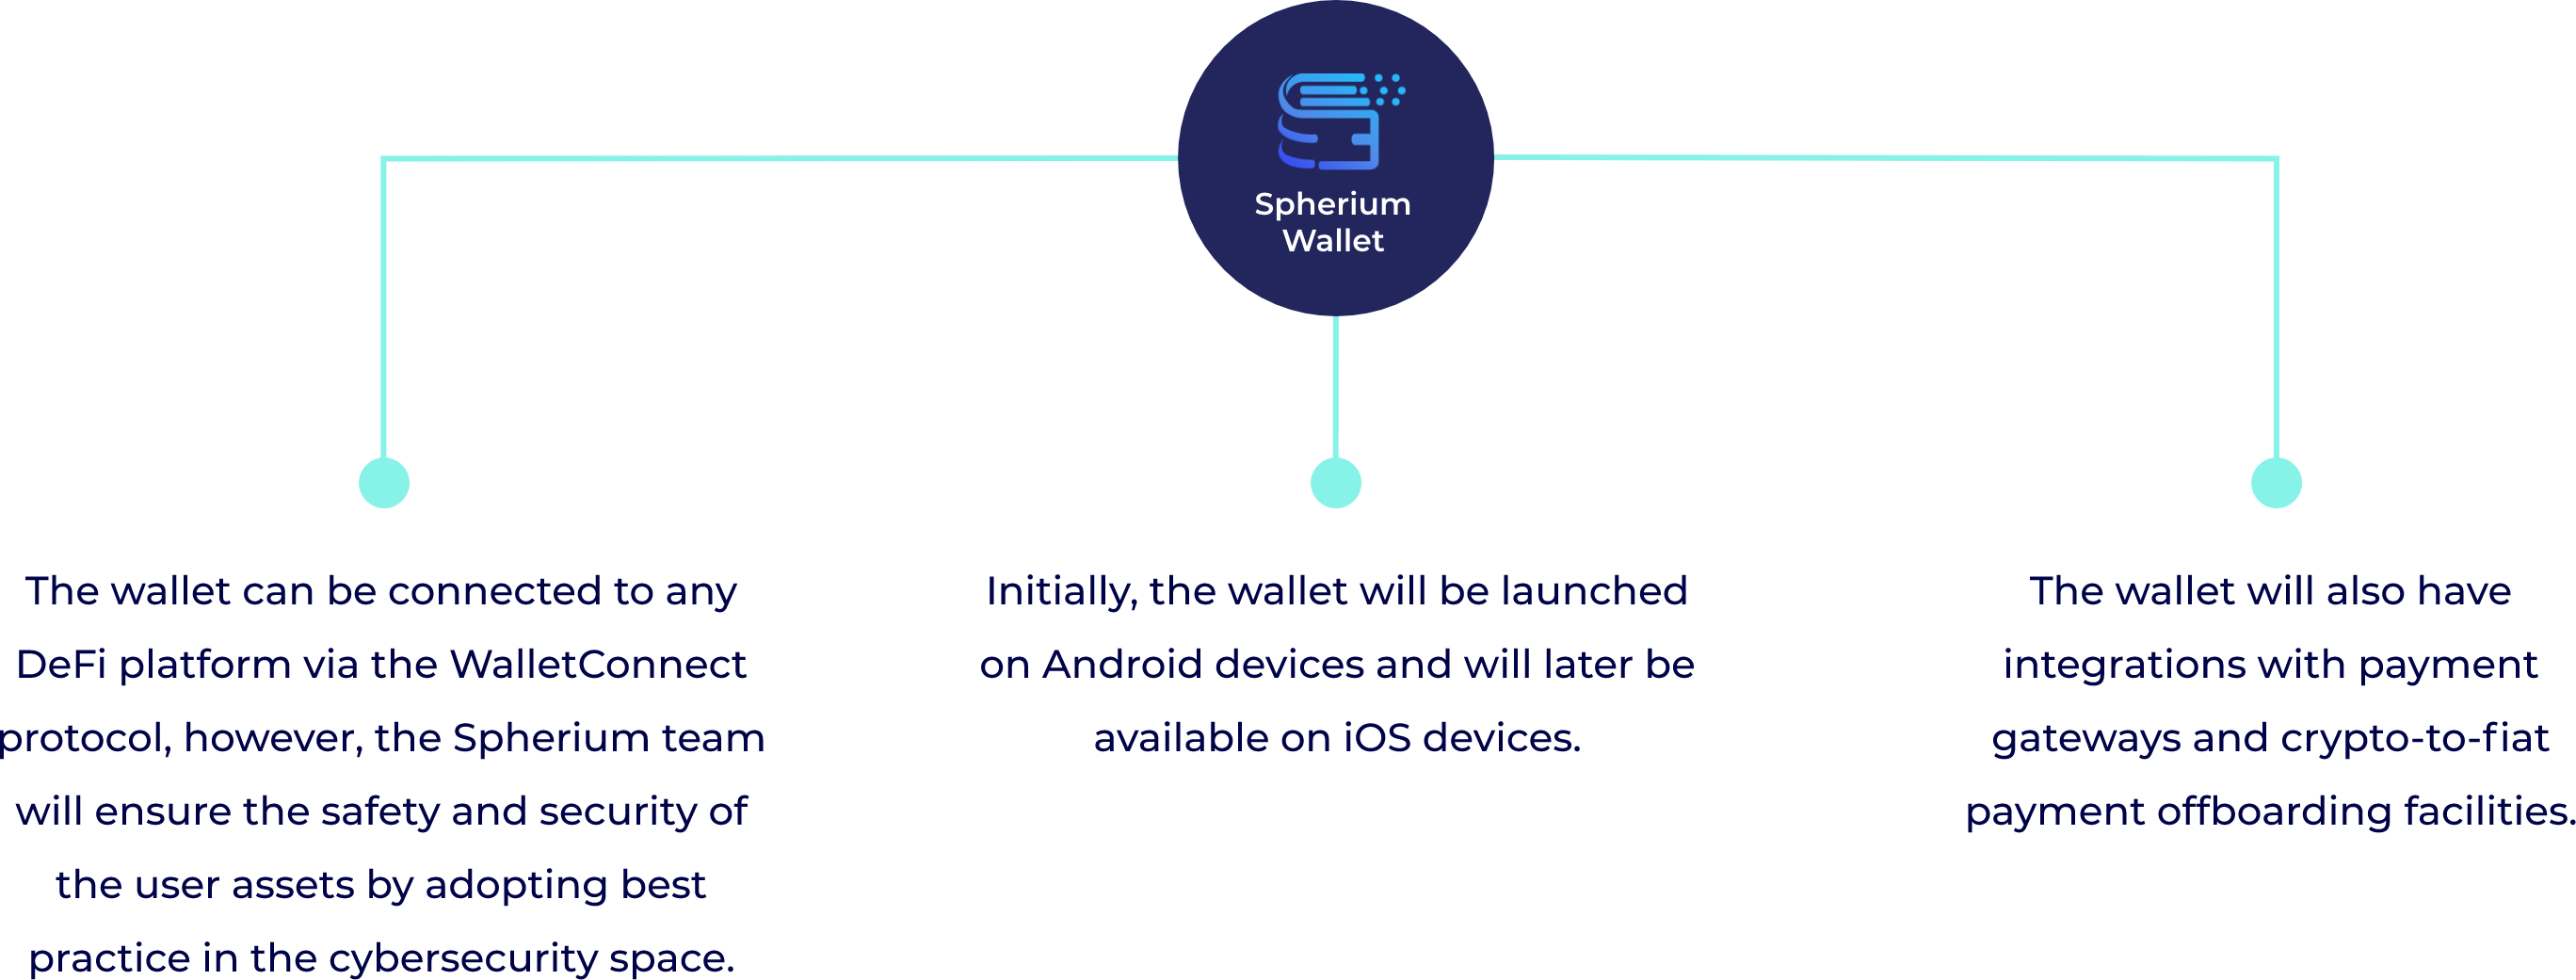 Spherium
Wallet
The wallet can be connected to any
DeFi platform via the WalletConnect
protocol, however, the Spherium team
will ensure the safety and security of
the user assets by adopting best
practice in the cybersecurity space.
Initially, the wallet will be launched
on Android devices and will later be
available on iOS devices.
The wallet will also have
integrations with payment
gateways and crypto-to-fiat
payment offboarding facilities.